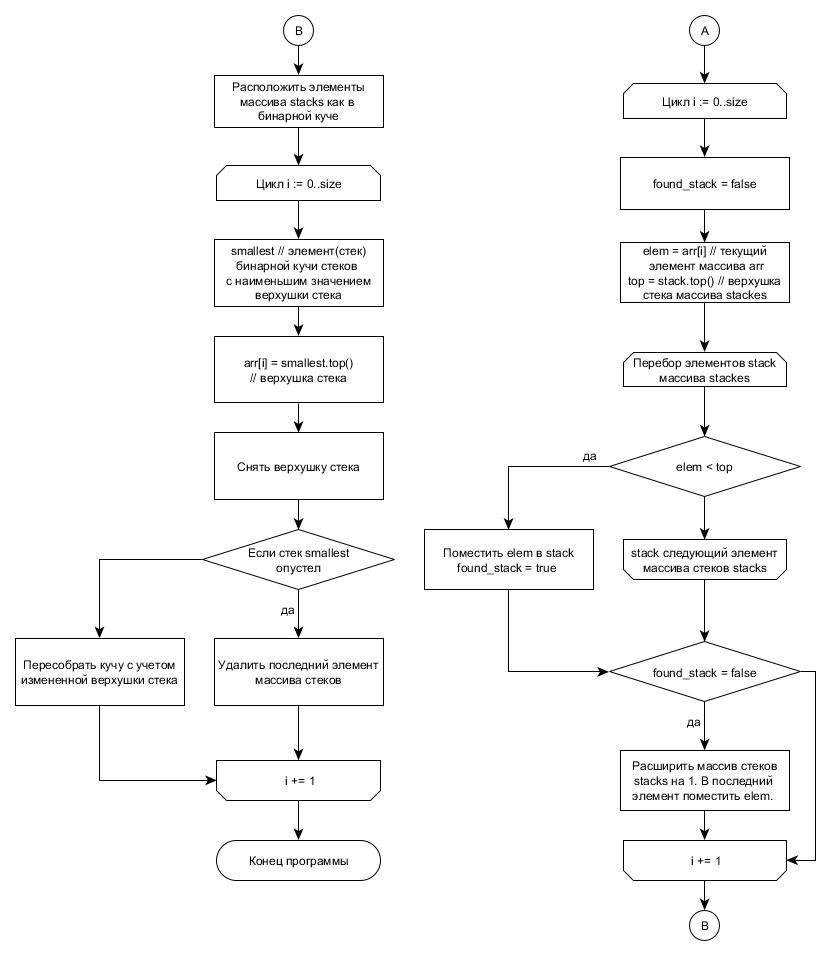 B
Расположить элементы
массива stacks как в
бинарной куче
Цикл i := 0..size
smallest // элемент(стек)
бинарной кучи стеков
с наименьшим значением
верхушки стека
arr[i] = smallest.top()
// верхушка стека
Снять верхушку стека
Если стек smallest
опустел
да
Пересобрать кучу с учетом
измененной верхушки стека
Удалить последний элемент
массива стеков
i += 1
Конец программы
A
Цикл i := 0..size
found_stack = false
elem = arr[i] // текущий
элемент массива arr
top = stack.top() // верхушка
стека массива stackes
Перебор элементов stack
массива stackes
да
elem < top
Поместить elem в stack
found_stack = true
stack следующий элемент
массива стеков stacks
found_stack = false
да
Расширить массив стеков
stacks на 1. В последний
элемент поместить elem.
i += 1
B